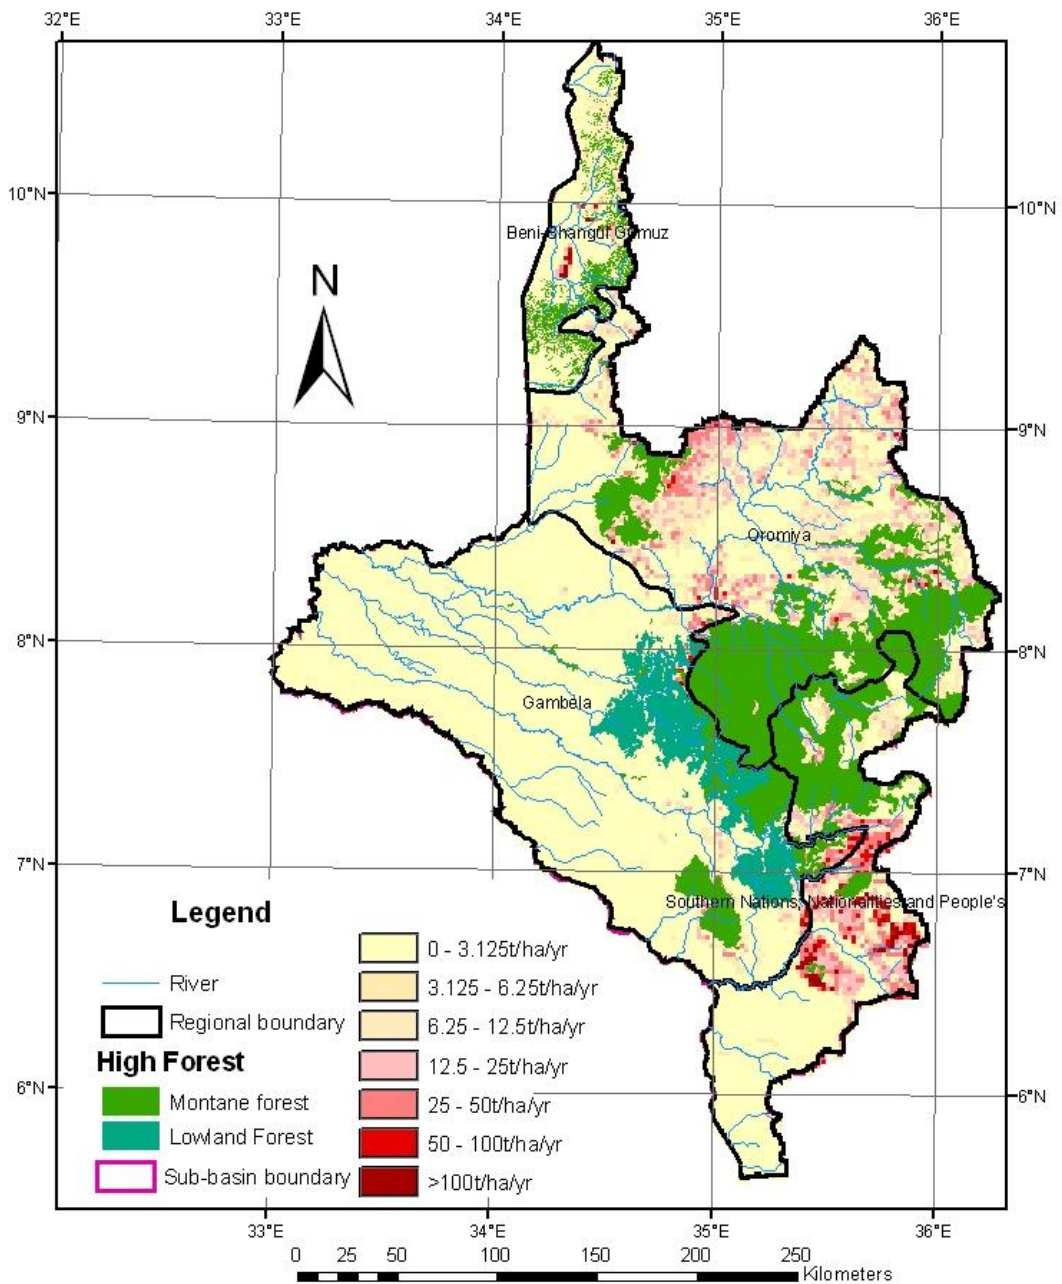 32°E 33°E 34°E 35°E 36°E
10°N 10°N
Beni-Shangul Gumuz
N
9°N 9°N
Oromiya
8°N 8°N
Gambela
7°N 7°N
Southern Nations, Nationalities and People's
Legend
River
Regional boundary
High Forest
Montane forest
Lowland Forest
Sub-basin boundary
0 - 3.125t/ha/yr
3.125 - 6.25t/ha/yr
6.25 - 12.5t/ha/yr
12.5 - 25t/ha/yr
25 - 50t/ha/yr
50 - 100t/ha/yr
>100t/ha/yr
6°N 6°N
33°E 34°E 35°E 36°E
0 25 50 100 150 200 250
Kilometers